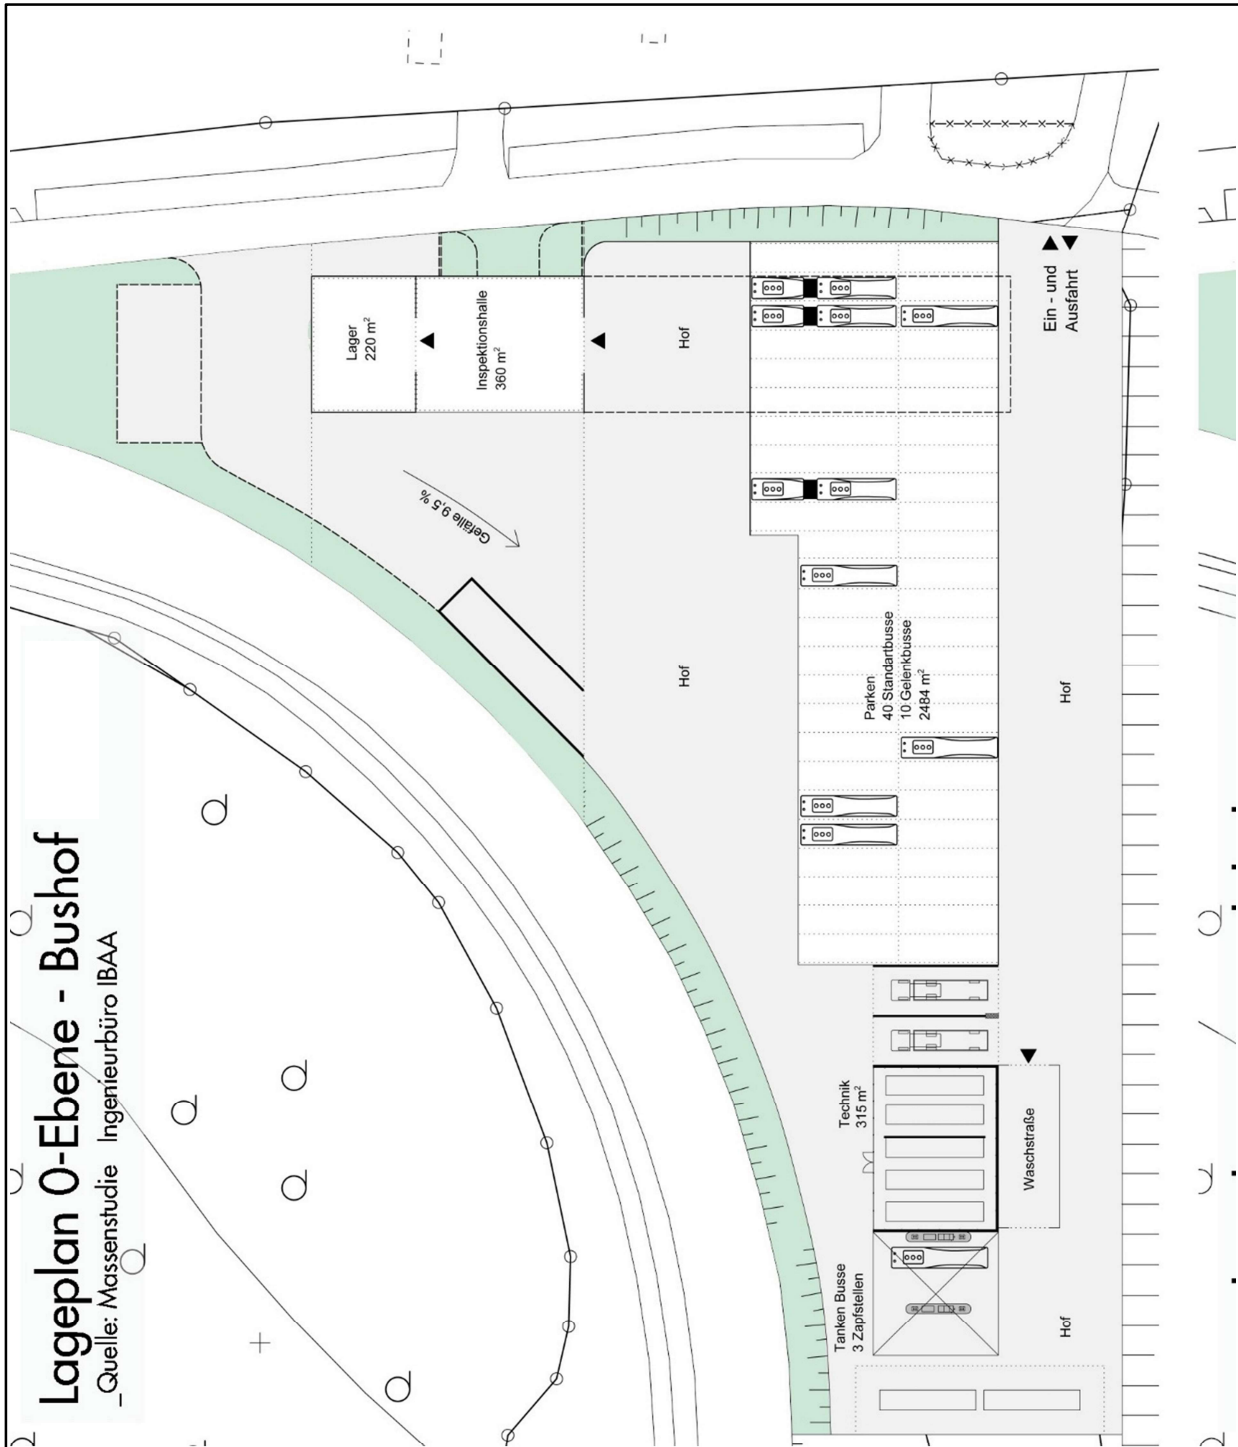 Lageplan 0-Ebene - Bushof
_Quelle: Massenstudie Ingenieurbüro IBAA
Lager
220 m²
Inspektionshalle
360 m²
Hof
Ein - und
Ausfahrt
Gefälle 9,5 %
Hof
Parken
40 Standartbusse
10 Gelenkbusse
2484 m²
Hof
Technik
315 m²
Waschstraße
Tanken Busse
3 Zapfstellen
Hof